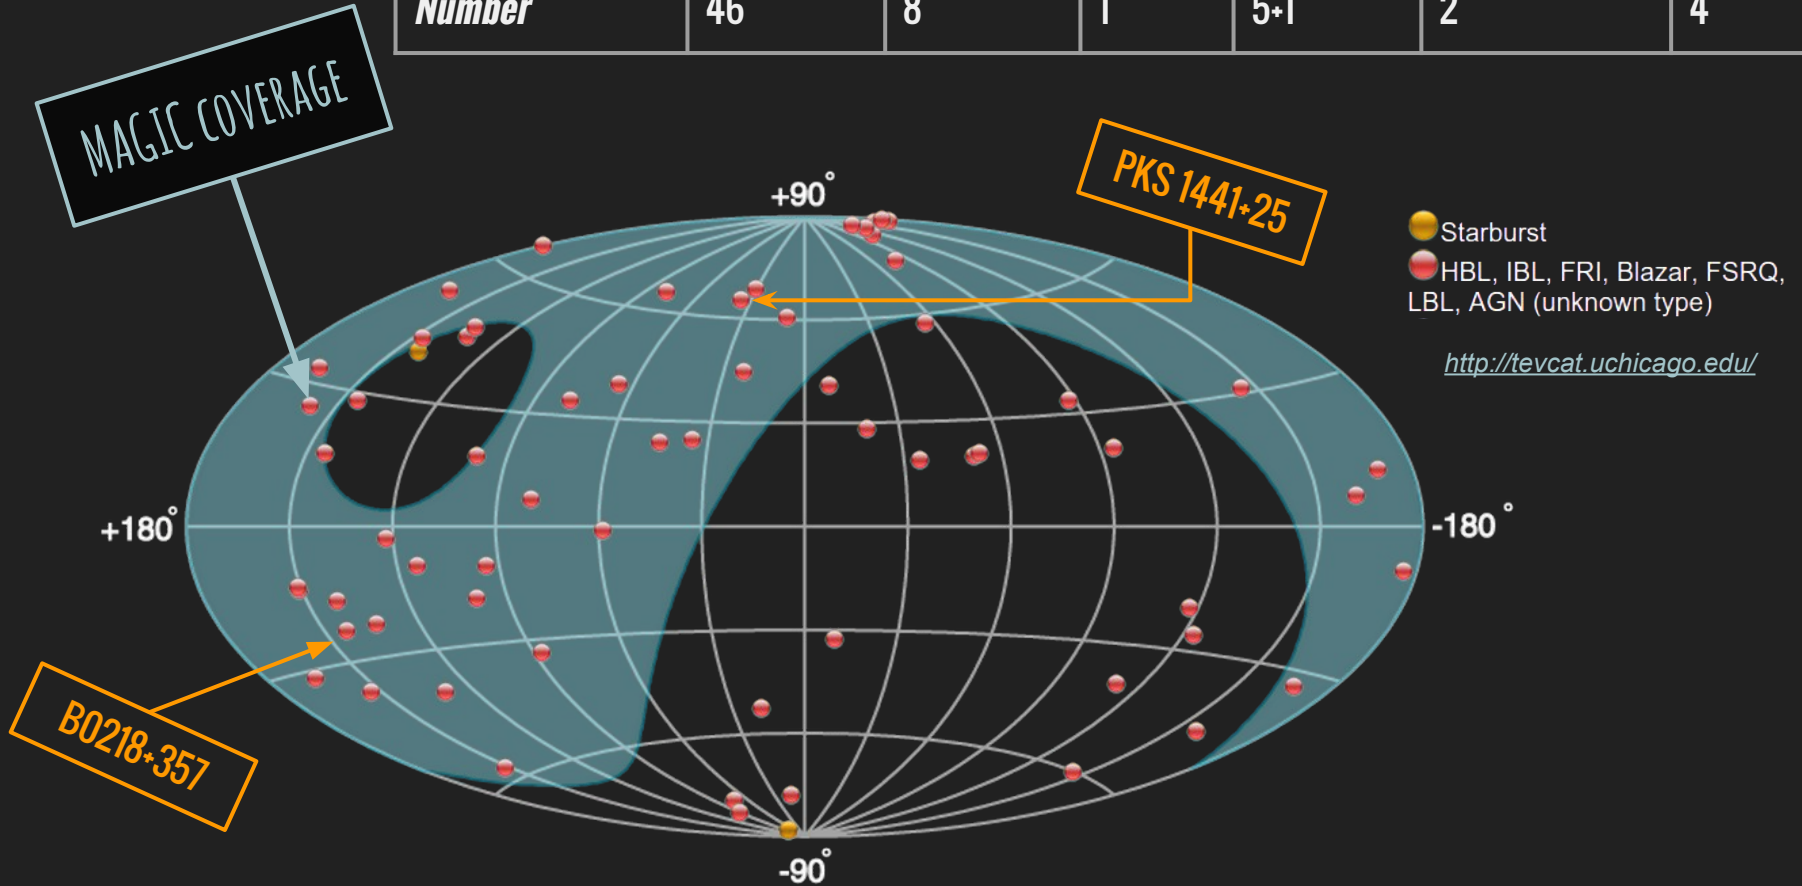 Number 46 8 1 5+1 2 4
MAGIC COVERAGE
PKS 1441+25
+90°
Starburst
HBL, IBL, FRI, Blazar, FSRQ,
LBL, AGN (unknown type)
http://tevcat.uchicago.edu/
+180°
-180°
B0218+357
-90°